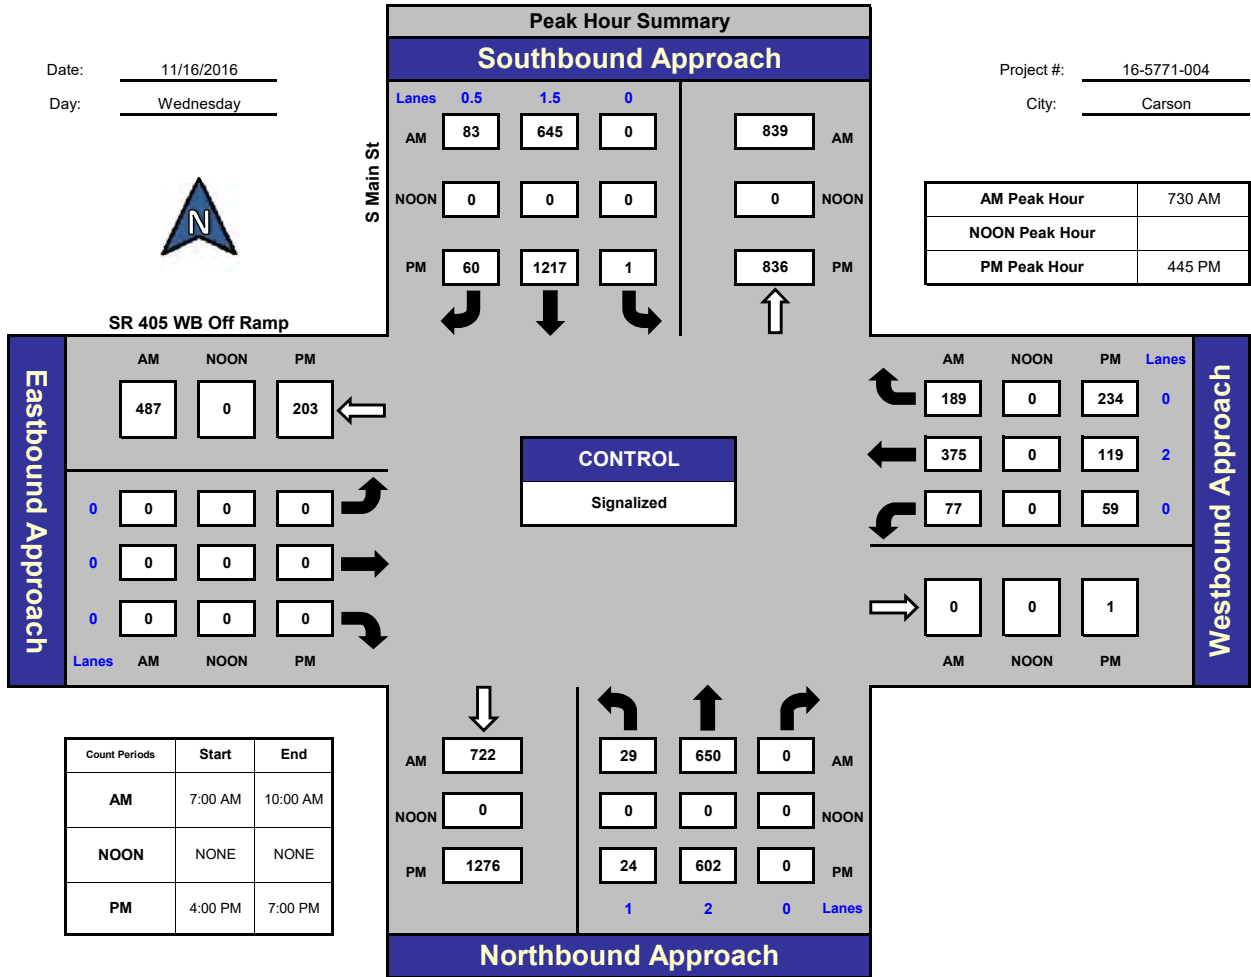 Peak Hour Summary
Southbound Approach
Date: 11/16/2016
Day: Wednesday
Project #: 16-5771-004
City: Carson
N
S Main St
Lanes 0.5 1.5 0
AM 83 645 0 839 AM
NOON 0 0 0 0 NOON
PM 60 1217 1 836 PM
AM Peak Hour 730 AM
NOON Peak Hour
PM Peak Hour 445 PM
SR 405 WB Off Ramp
Eastbound Approach
AM NOON PM
487 0 203
0 0 0 0
0 0 0 0
0 0 0 0
Lanes AM NOON PM
CONTROL
Signalized
AM NOON PM Lanes
189 0 234 0
375 0 119 2
77 0 59 0
0 0 1
AM NOON PM
Westbound Approach
Count Periods Start End
AM 7:00 AM 10:00 AM
NOON NONE NONE
PM 4:00 PM 7:00 PM
AM 722 29 650 0 AM
NOON 0 0 0 0 NOON
PM 1276 24 602 0 PM
1 2 0 Lanes
Northbound Approach